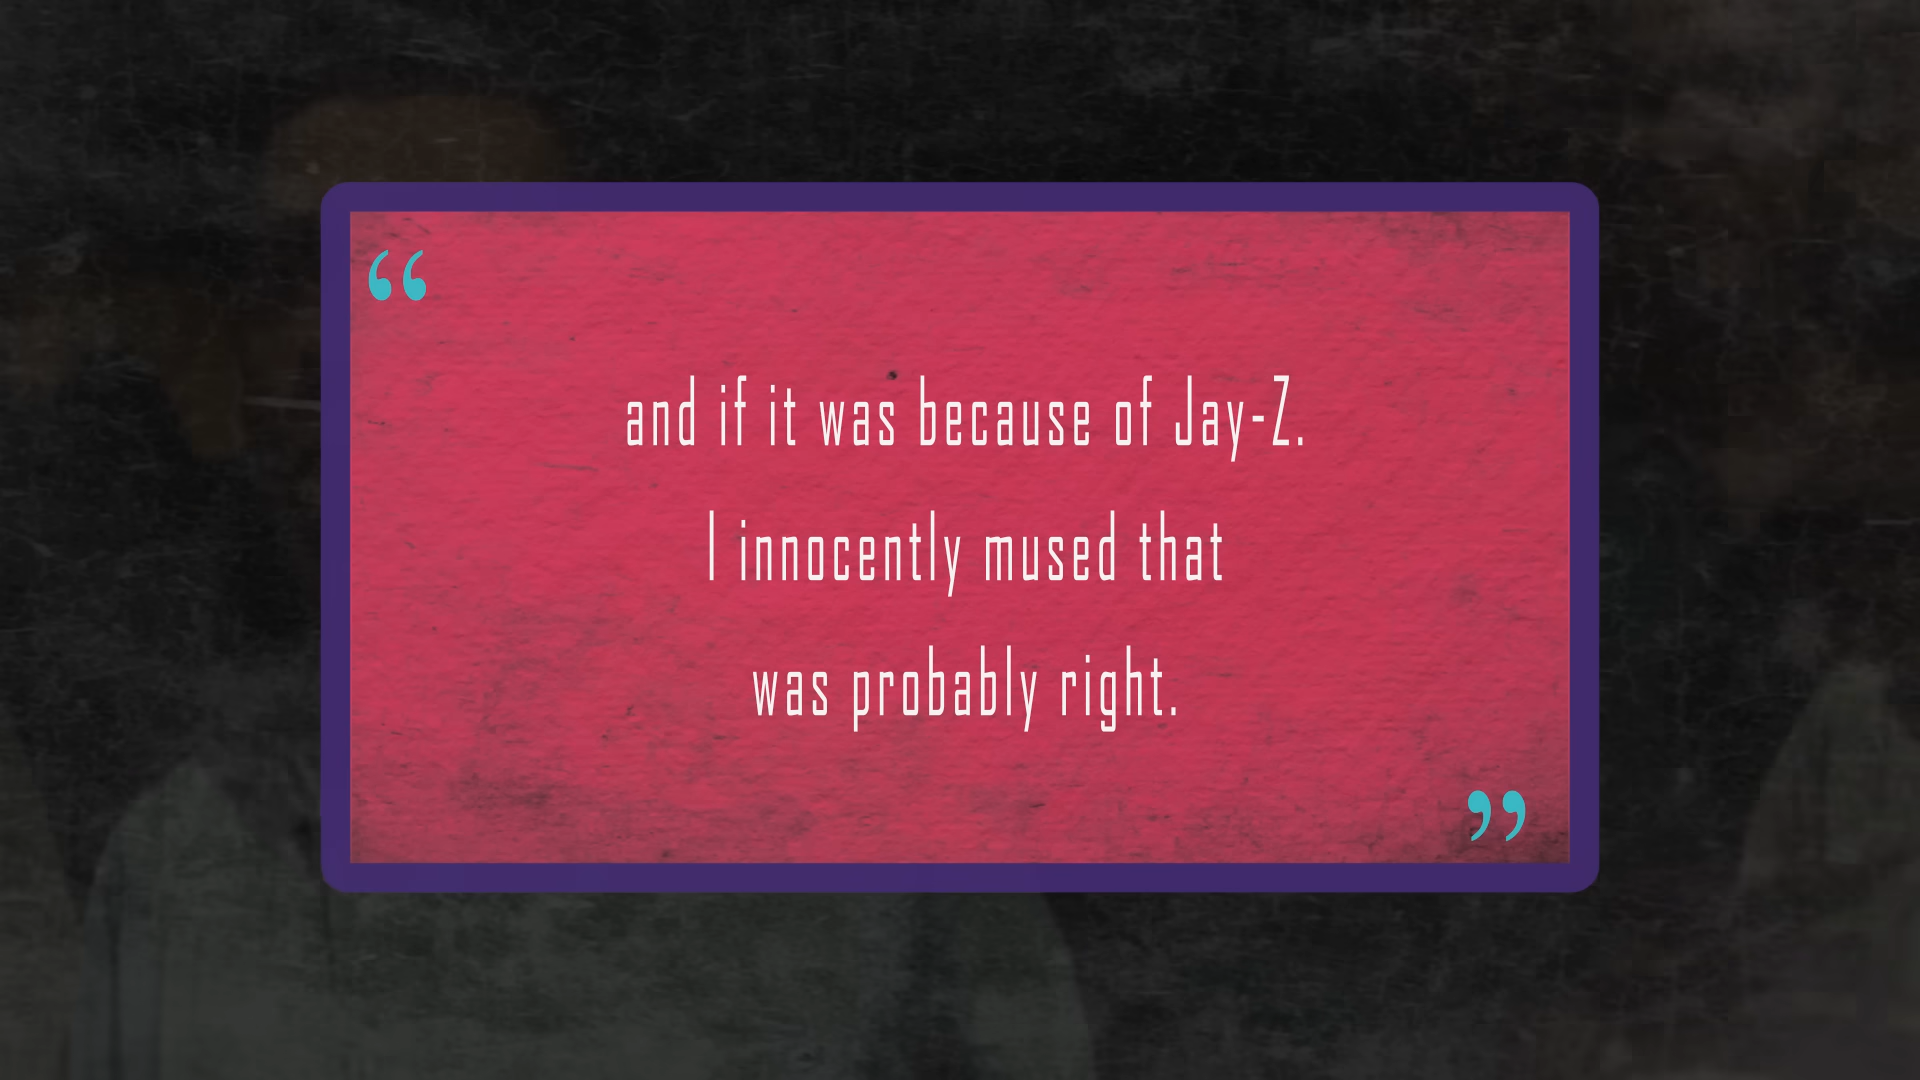 “
and if it was because of Jay-Z.
I innocently mused that
was probably right.
”